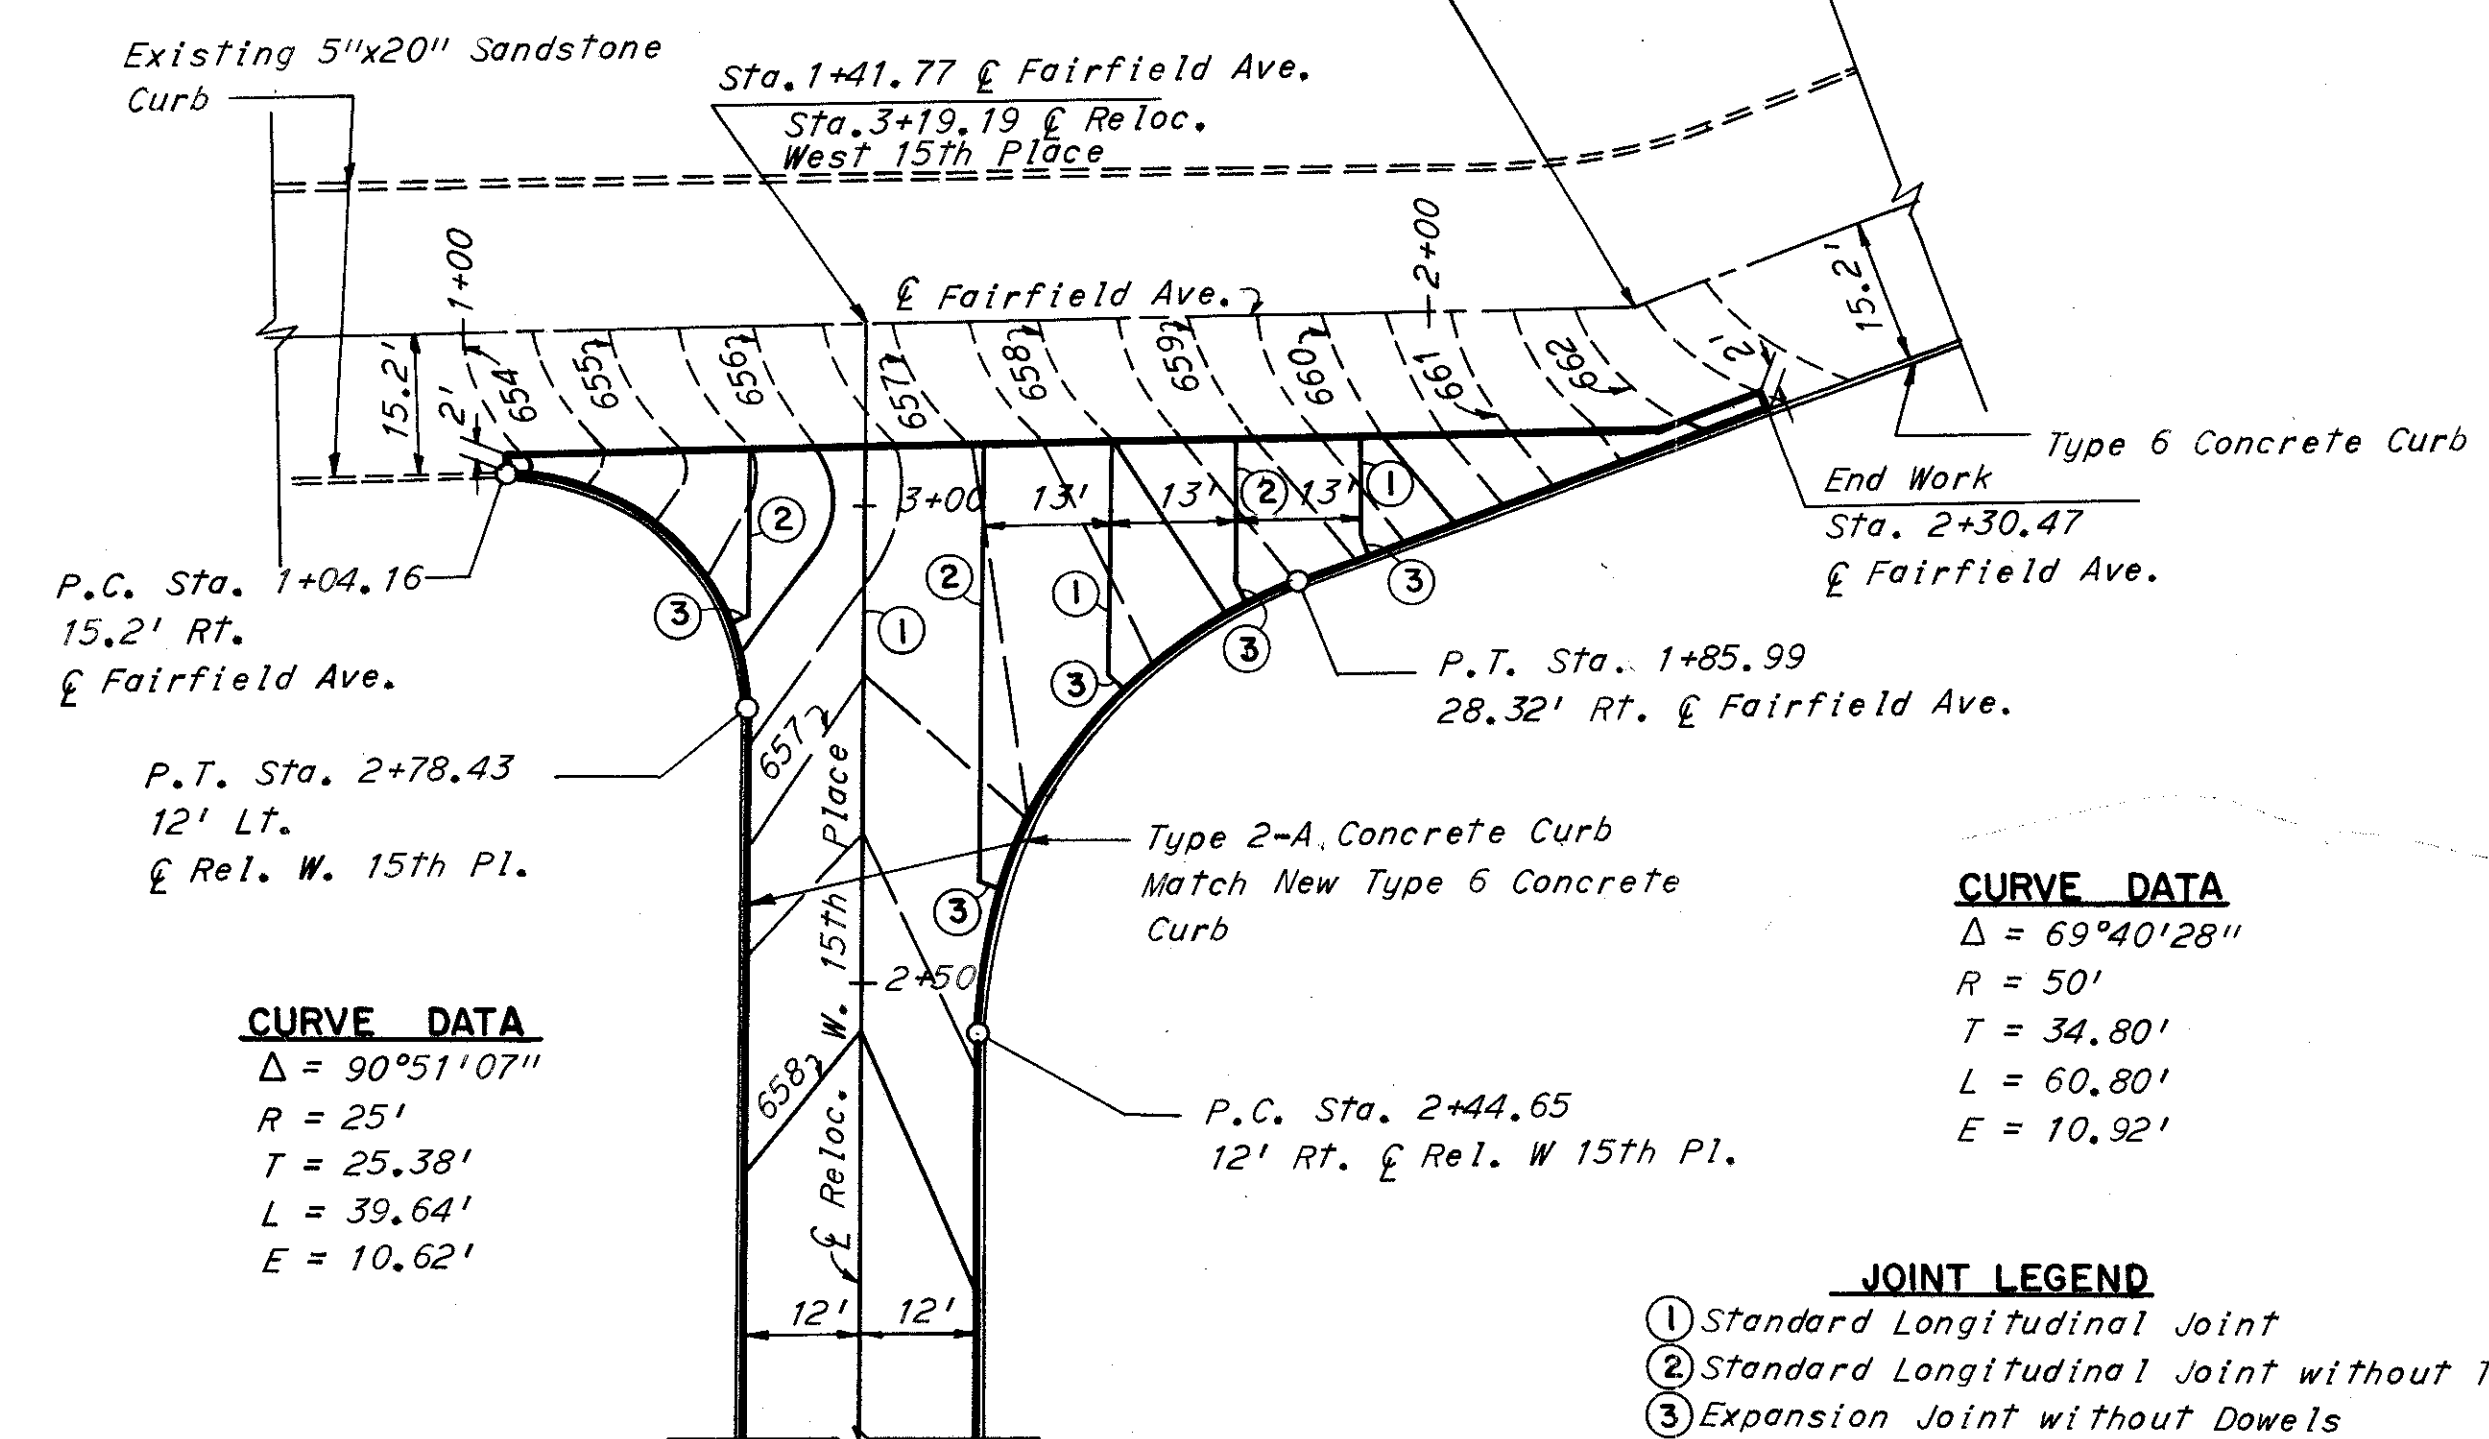 Existing 5"x20" Sandstone
Curb
Sta. 1+41.77 ℄ Fairfield Ave.
Sta. 3+19.19 ℄ Reloc.
West 15th Place
1+00
2+00
℄ Fairfield Ave.
15.2'
2'
654
655
656
657
658
659
660
661
662
2'
15.2'
Type 6 Concrete Curb
End Work
Sta. 2+30.47
℄ Fairfield Ave.
3+00
13'
13'
13'
2
1
2
2
1
1
3
3
3
3
3
P.C. Sta. 1+04.16
15.2' Rt.
℄ Fairfield Ave.
P.T. Sta. 1+85.99
28.32' Rt. ℄ Fairfield Ave.
P.T. Sta. 2+78.43
12' Lt.
℄ Rel. W. 15th Pl.
657
Type 2-A Concrete Curb
Match New Type 6 Concrete
Curb
2+50
℄ Reloc. W. 15th Place
658
P.C. Sta. 2+44.65
12' Rt. ℄ Rel. W 15th Pl.
12'
12'
CURVE DATA
Δ = 90°51'07"
R = 25'
T = 25.38'
L = 39.64'
E = 10.62'
CURVE DATA
Δ = 69°40'28"
R = 50'
T = 34.80'
L = 60.80'
E = 10.92'
JOINT LEGEND
1 Standard Longitudinal Joint
2 Standard Longitudinal Joint without
3 Expansion Joint without Dowels